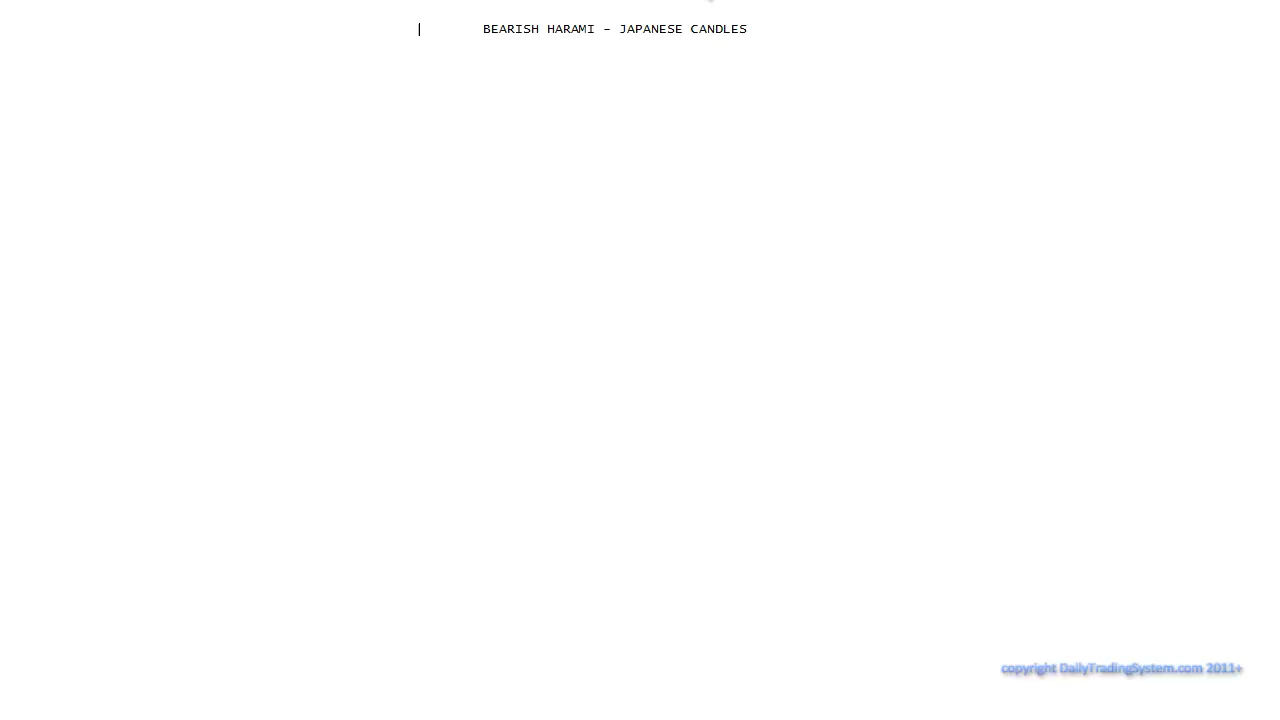 BEARISH HARAMI – JAPANESE CANDLES
copyright DailyTradingSystem.com 2011+